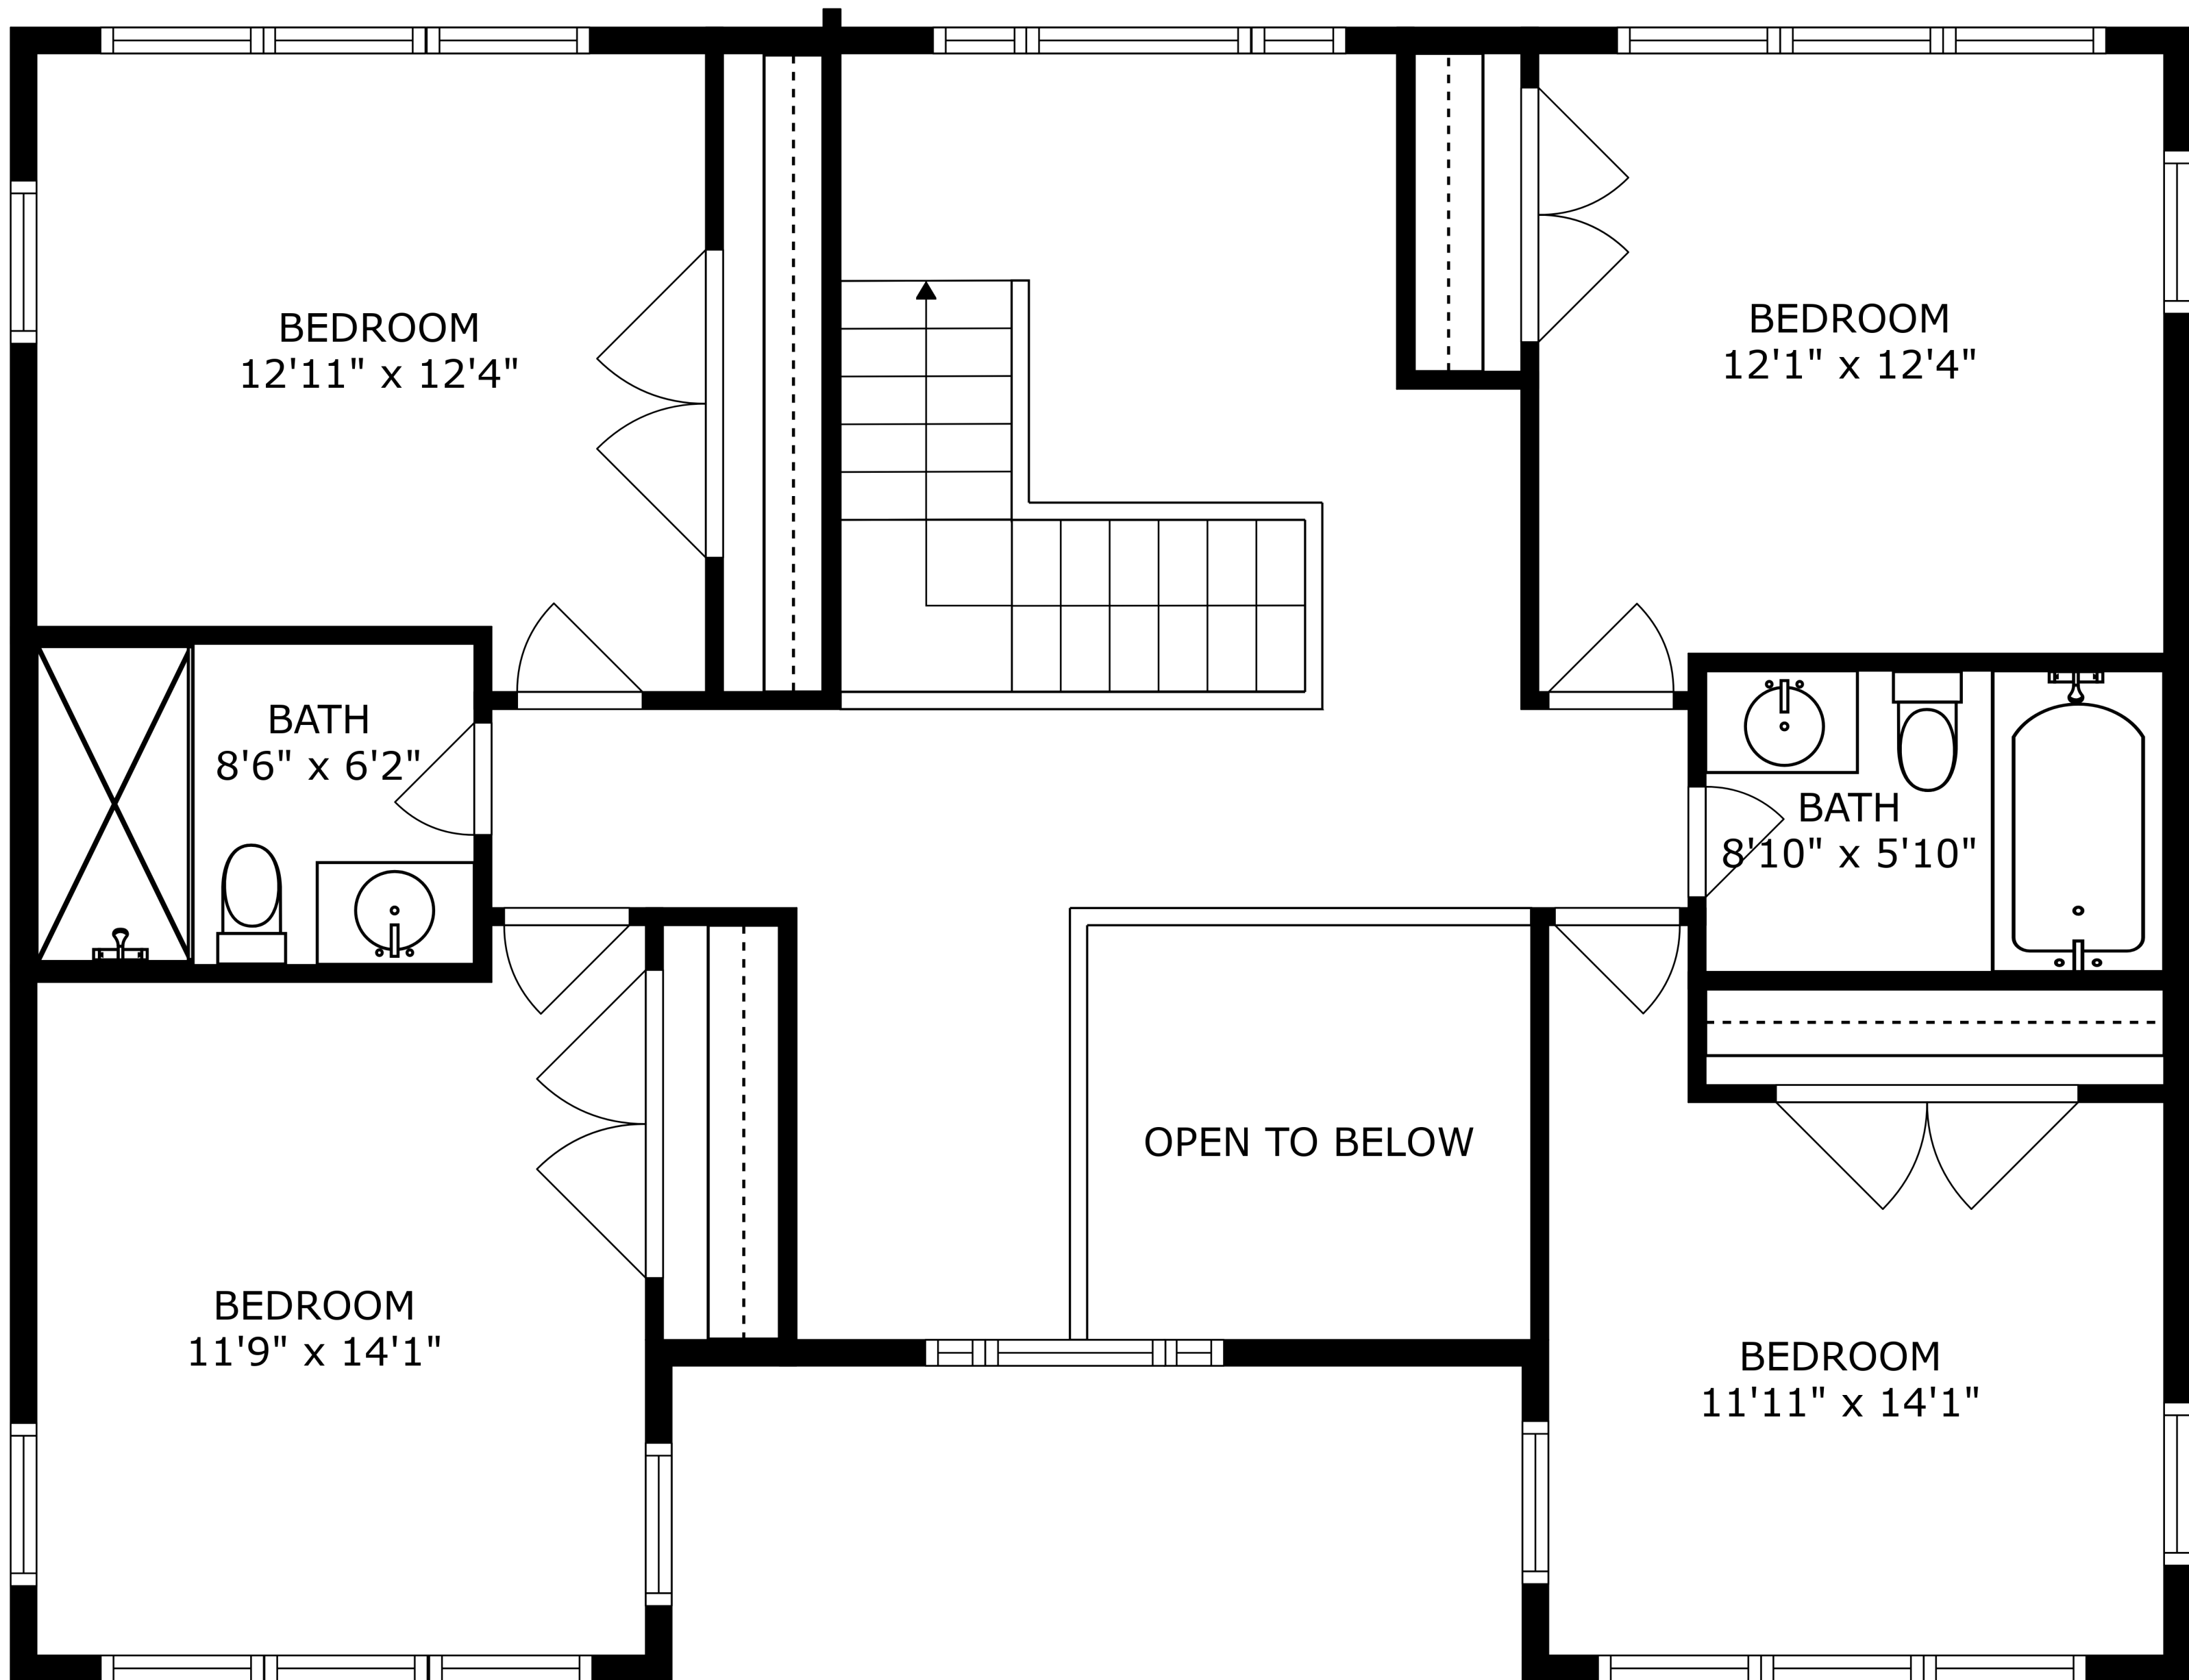 BEDROOM
12'11" x 12'4"
BEDROOM
12'1" x 12'4"
BATH
8'6" x 6'2"
BATH
8'10" x 5'10"
OPEN TO BELOW
BEDROOM
11'9" x 14'1"
BEDROOM
11'11" x 14'1"